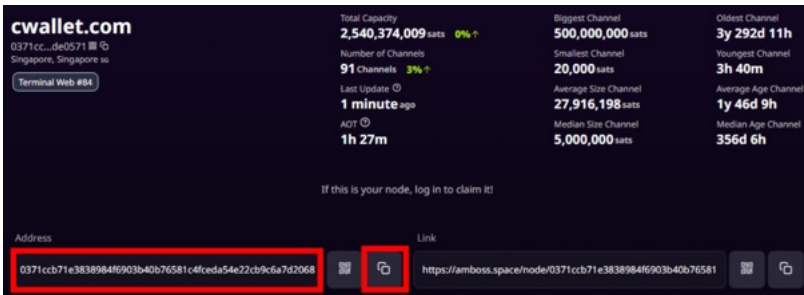 cwallet.com
0371cc...de0571
Singapore, Singapore SG
Terminal Web #84
Total Capacity
2,540,374,009 sats 0%↑
Number of Channels
91 Channels 3%↑
Last Update
1 minute ago
AOT
1h 27m
Biggest Channel
500,000,000 sats
Smallest Channel
20,000 sats
Average Size Channel
27,916,198 sats
Median Size Channel
5,000,000 sats
Oldest Channel
3y 292d 11h
Youngest Channel
3h 40m
Average Age Channel
1y 46d 9h
Median Age Channel
356d 6h
If this is your node, log in to claim it!
Address
0371ccb71e3838984f6903b40b76581c4fceda54e22cb9c6a7d2068
Link
https://amboss.space/node/0371ccb71e3838984f6903b40b76581